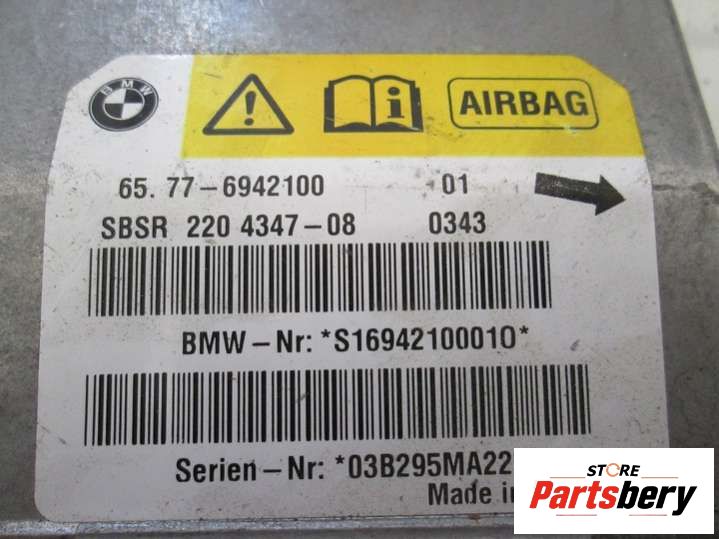 BMW
AIRBAG
65. 77-6942100 01
SBSR 220 4347-08 0343
BMW-Nr: *S16942100010*
Serien-Nr: *03B295MA22
Made in
STORE
Partsbery